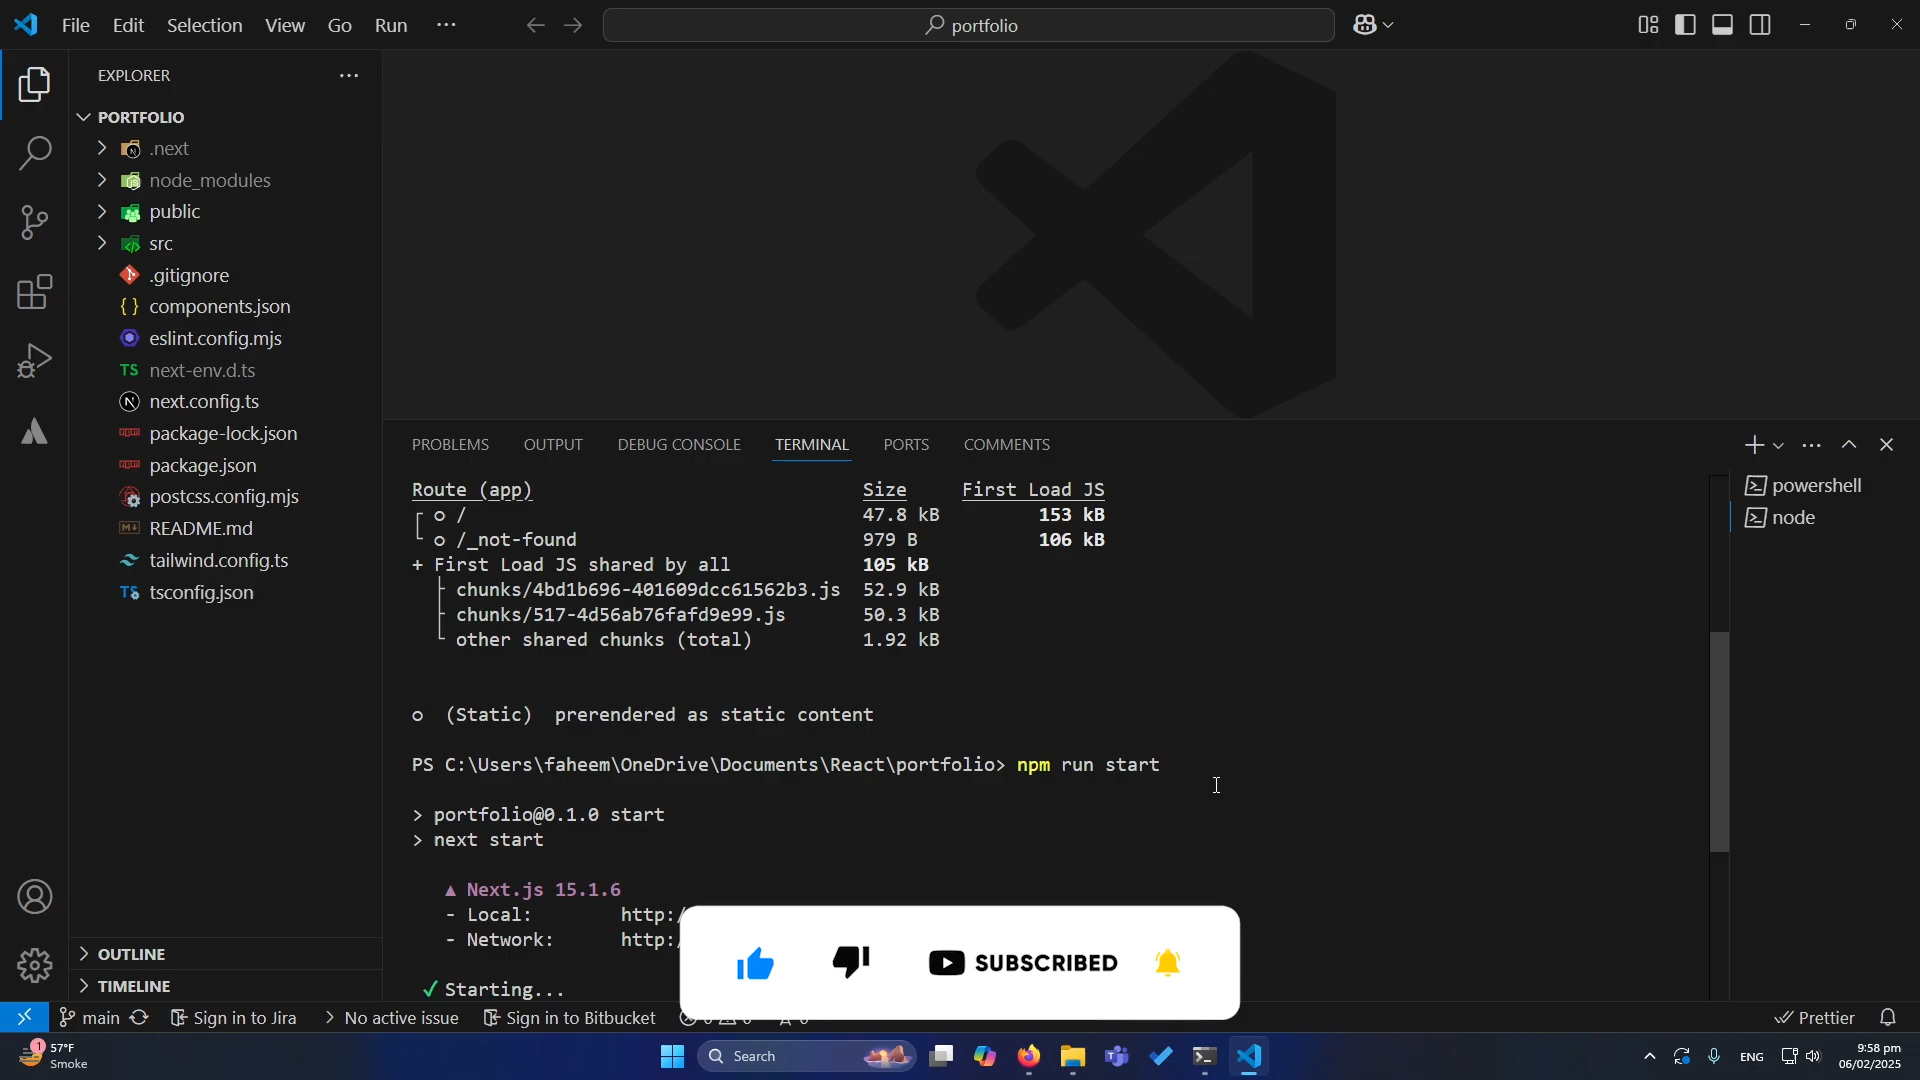 File Edit Selection View Go Run ···
portfolio
EXPLORER
PORTFOLIO
.next
node_modules
public
src
.gitignore
components.json
eslint.config.mjs
TS next-env.d.ts
next.config.ts
package-lock.json
package.json
postcss.config.mjs
README.md
tailwind.config.ts
tsconfig.json
OUTLINE
TIMELINE
PROBLEMS OUTPUT DEBUG CONSOLE TERMINAL PORTS COMMENTS
powershell
node
Route (app) Size First Load JS
┌ ○ / 47.8 kB 153 kB
└ ○ /_not-found 979 B 106 kB
+ First Load JS shared by all 105 kB
├ chunks/4bd1b696-401609dcc61562b3.js 52.9 kB
├ chunks/517-4d56ab76fafd9e99.js 50.3 kB
└ other shared chunks (total) 1.92 kB
○ (Static) prerendered as static content
PS C:\Users\faheem\OneDrive\Documents\React\portfolio> npm run start
> portfolio@0.1.0 start
> next start
▲ Next.js 15.1.6
- Local: http:/
- Network: http:/
✓ Starting...
SUBSCRIBED
main Sign in to Jira No active issue Sign in to Bitbucket Prettier
1 57°F
Smoke
Search
ENG
9:58 pm
06/02/2025